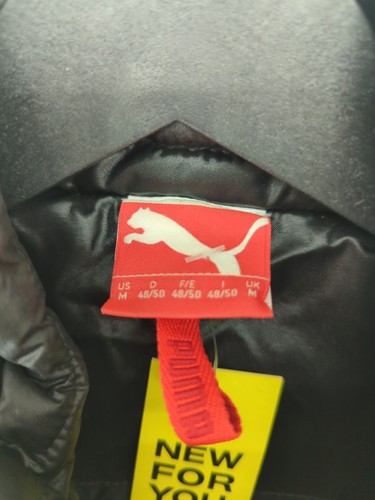 US D F/E I UK
M 48/50 48/50 48/50 M
PUMA
NEW
FOR
YOU